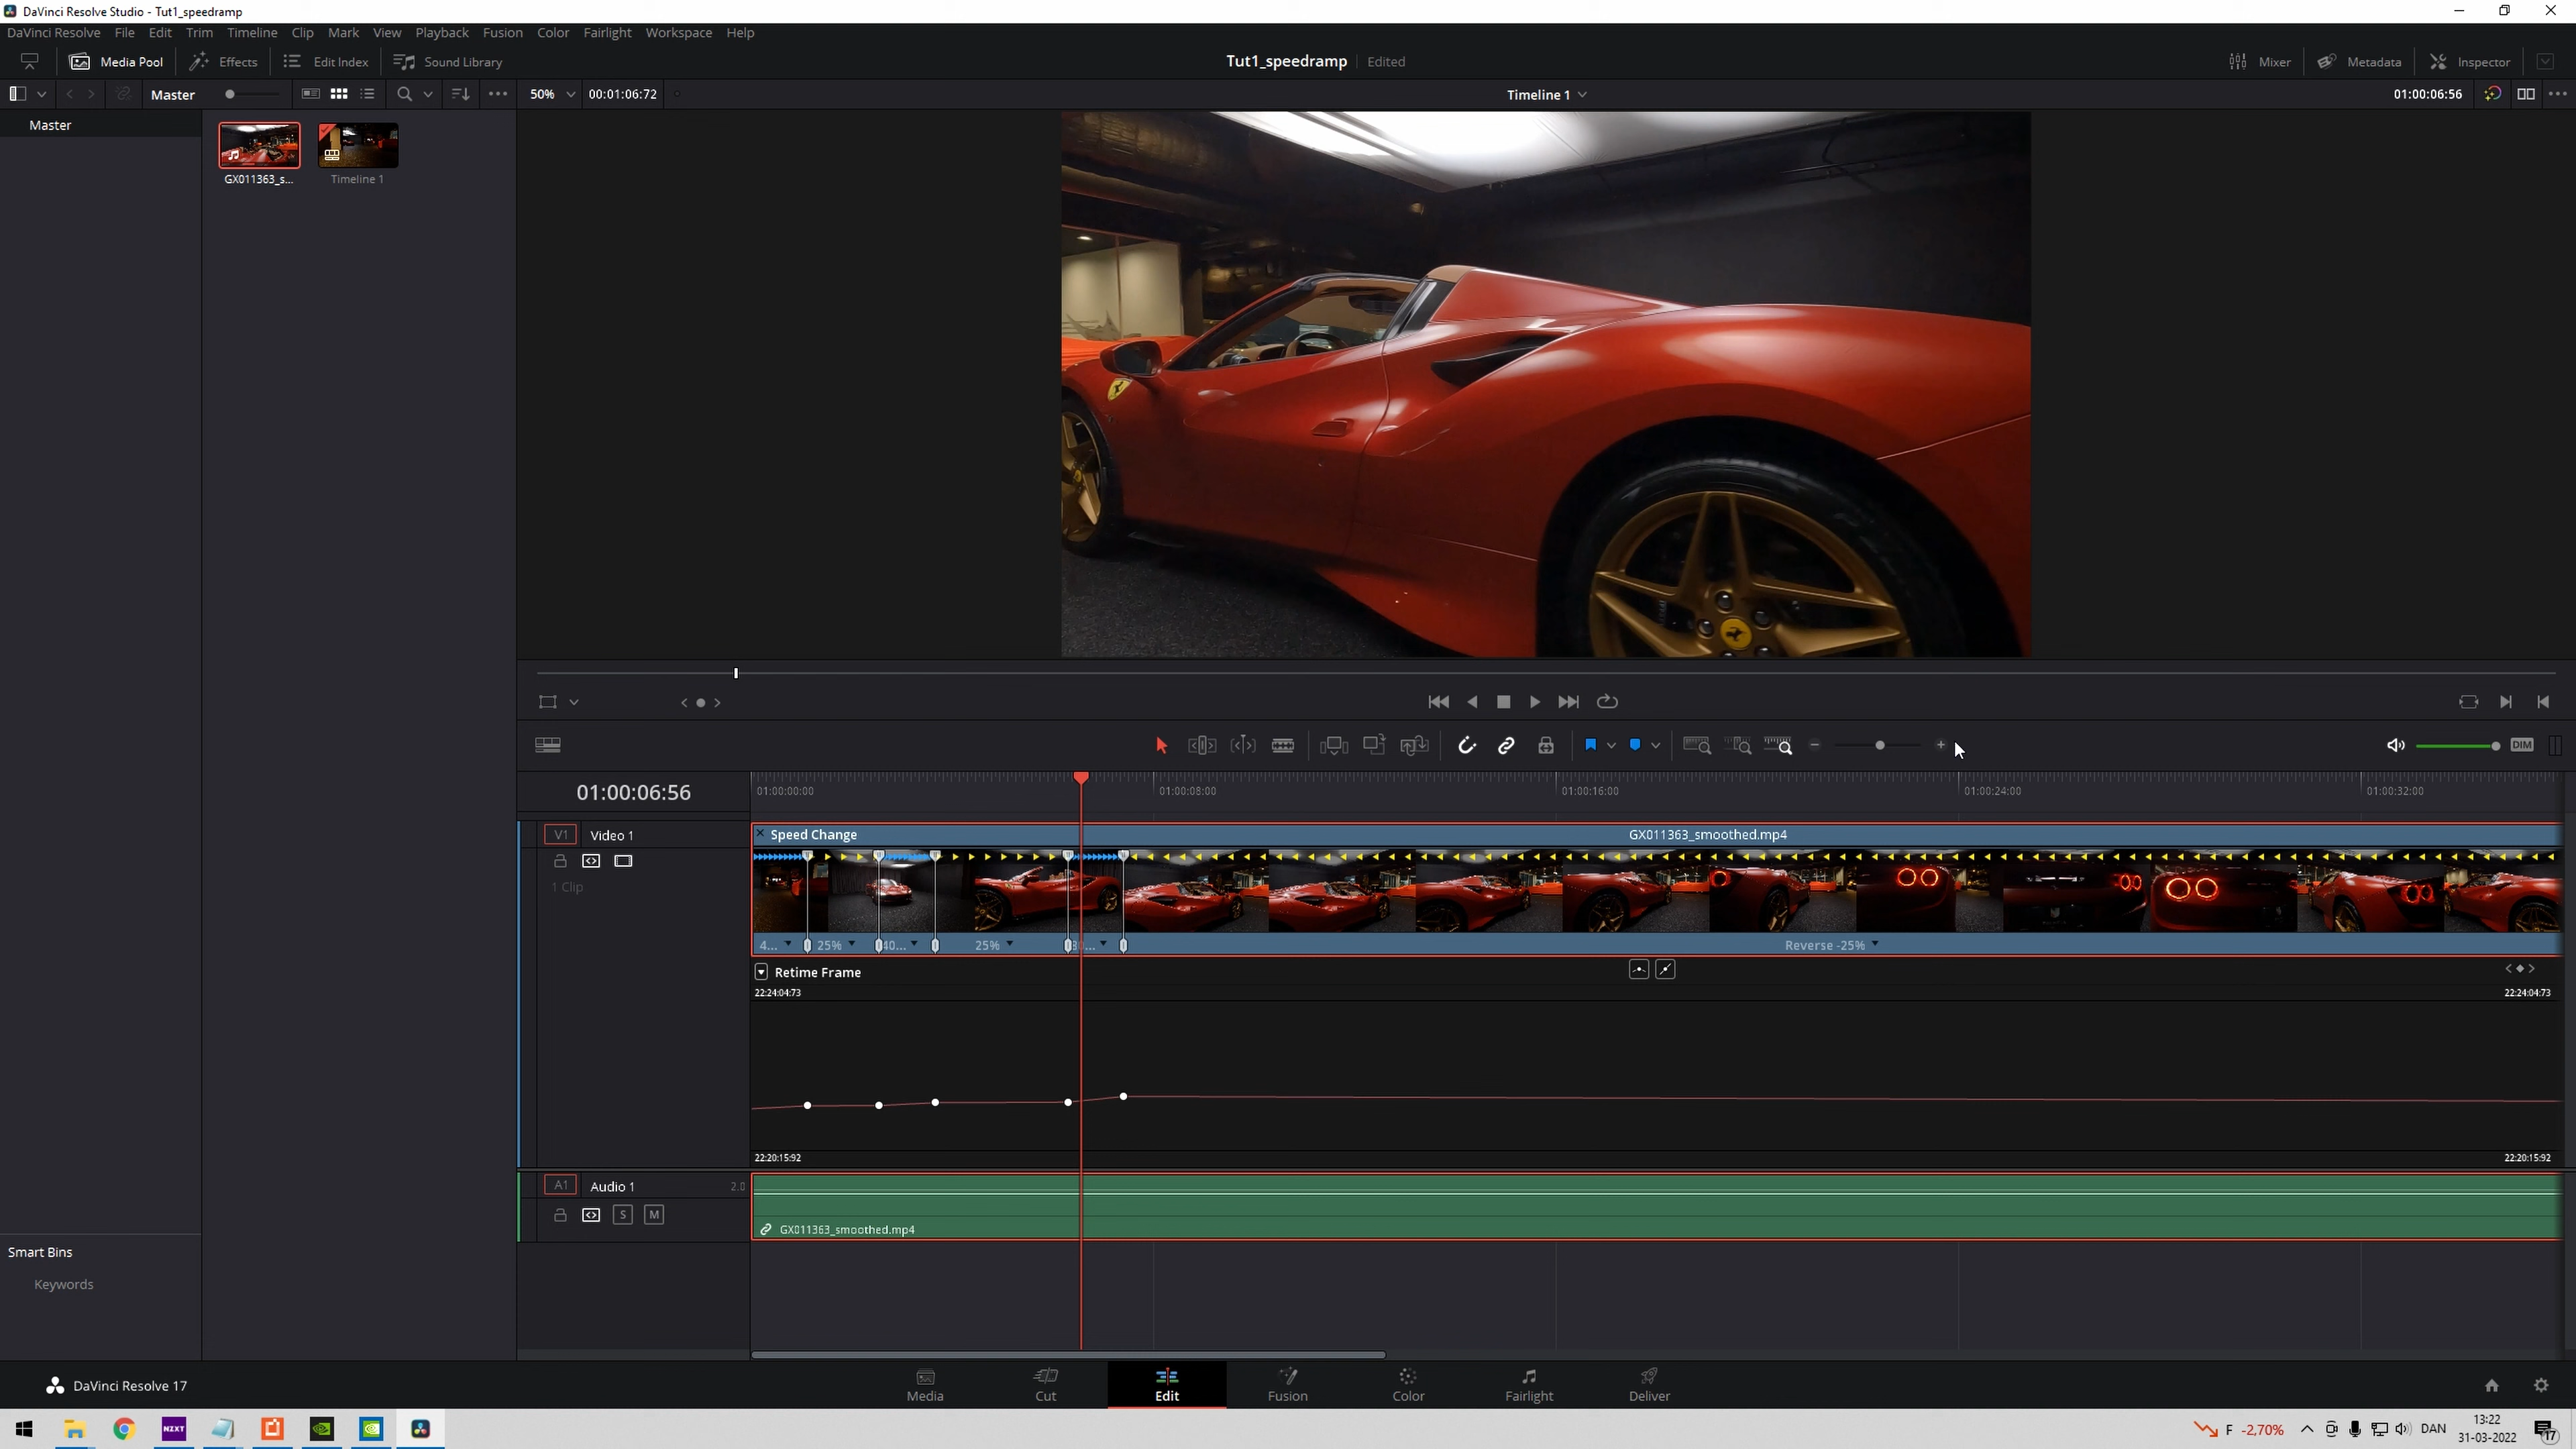 DaVinci Resolve Studio - Tut1_speedramp
DaVinci Resolve File Edit Trim Timeline Clip Mark View Playback Fusion Color Fairlight Workspace Help
Media Pool Effects Edit Index Sound Library Tut1_speedramp Edited Mixer Metadata Inspector
Master 50% 00:01:06:72 Timeline 1 01:00:06:56
Master
GX011363_s... Timeline 1
DIM
01:00:06:56 01:00:00:00 01:00:08:00 01:00:16:00 01:00:24:00 01:00:32:00
V1 Video 1 Speed Change GX011363_smoothed.mp4
1 Clip
4... 25% 40... 25% Reverse -25%
Retime Frame
22:24:04:73 22:24:04:73
22:20:15:92 22:20:15:92
A1 Audio 1 2.0
S M
GX011363_smoothed.mp4
Smart Bins
Keywords
DaVinci Resolve 17 Media Cut Edit Fusion Color Fairlight Deliver
NZXT F -2,70% DAN 13:22
31-03-2022 17